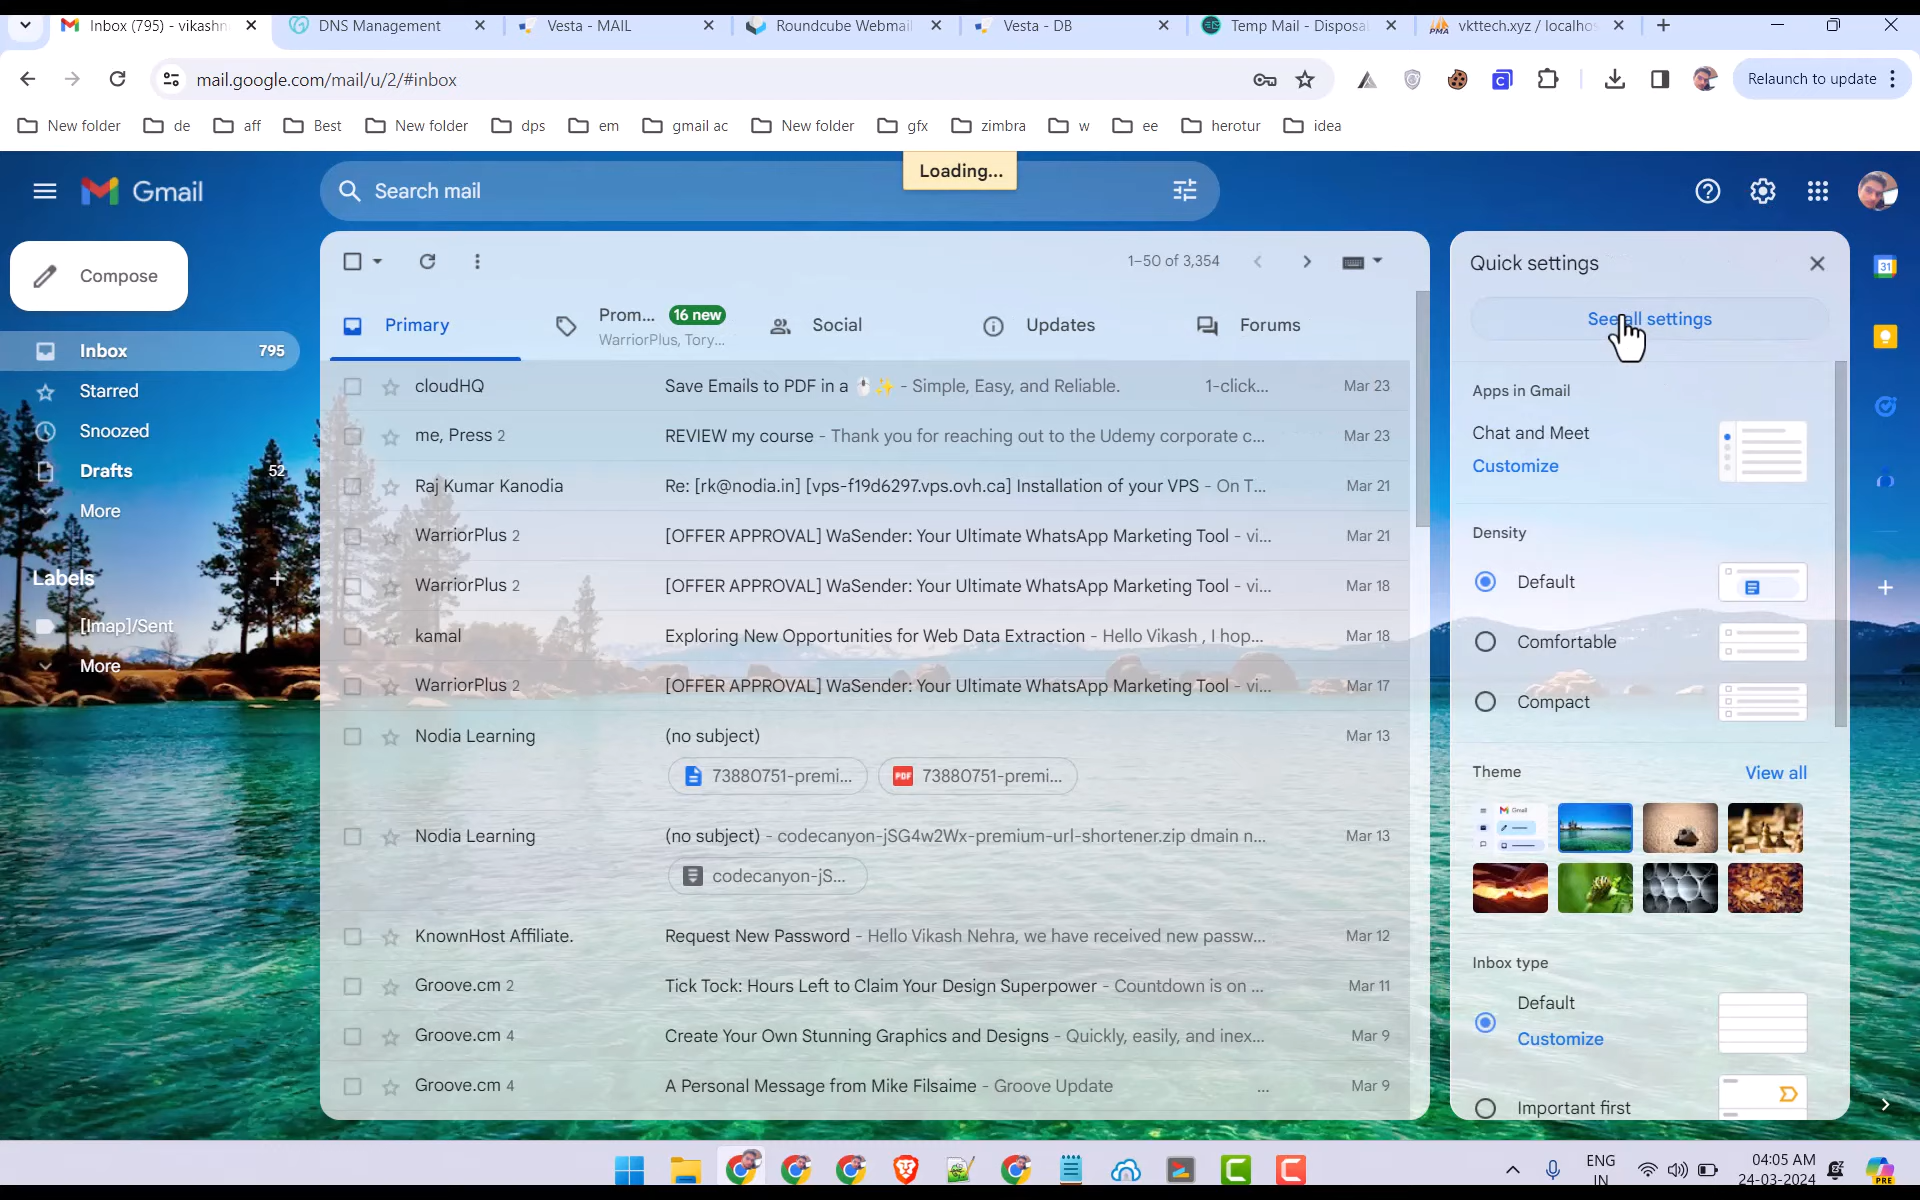 Inbox (795) - vikashn
DNS Management
Vesta - MAIL
Roundcube Webmail
Vesta - DB
Temp Mail - Disposa
vkttech.xyz / localhos
mail.google.com/mail/u/2/#inbox
Relaunch to update
New folder
de
aff
Best
New folder
dps
em
gmail ac
New folder
gfx
zimbra
w
ee
herotur
idea
Loading...
Gmail
Search mail
Compose
1–50 of 3,354
Quick settings
See all settings
Primary
Prom... 16 new
WarriorPlus, Tory...
Social
Updates
Forums
Inbox 795
Starred
Snoozed
Drafts 52
More
Labels
[Imap]/Sent
More
cloudHQ Save Emails to PDF in a 🖱️✨ - Simple, Easy, and Reliable. 1-click... Mar 23
me, Press 2 REVIEW my course - Thank you for reaching out to the Udemy corporate c... Mar 23
Raj Kumar Kanodia Re: [rk@nodia.in] [vps-f19d6297.vps.ovh.ca] Installation of your VPS - On T... Mar 21
WarriorPlus 2 [OFFER APPROVAL] WaSender: Your Ultimate WhatsApp Marketing Tool - vi... Mar 21
WarriorPlus 2 [OFFER APPROVAL] WaSender: Your Ultimate WhatsApp Marketing Tool - vi... Mar 18
kamal Exploring New Opportunities for Web Data Extraction - Hello Vikash , I hop... Mar 18
WarriorPlus 2 [OFFER APPROVAL] WaSender: Your Ultimate WhatsApp Marketing Tool - vi... Mar 17
Nodia Learning (no subject) Mar 13
73880751-premi...
PDF 73880751-premi...
Nodia Learning (no subject) - codecanyon-jSG4w2Wx-premium-url-shortener.zip dmain n... Mar 13
codecanyon-jS...
KnownHost Affiliate. Request New Password - Hello Vikash Nehra, we have received new passw... Mar 12
Groove.cm 2 Tick Tock: Hours Left to Claim Your Design Superpower - Countdown is on ... Mar 11
Groove.cm 4 Create Your Own Stunning Graphics and Designs - Quickly, easily, and inex... Mar 9
Groove.cm 4 A Personal Message from Mike Filsaime - Groove Update ... Mar 9
Apps in Gmail
Chat and Meet
Customize
Density
Default
Comfortable
Compact
Theme
View all
Gmail
Inbox type
Default
Customize
Important first
31
ENG
IN
04:05 AM
24-03-2024
PRE